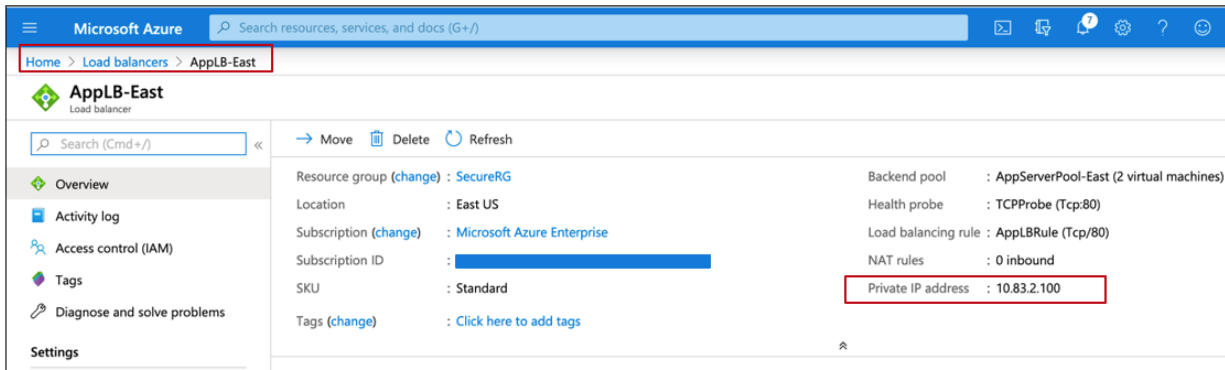 Microsoft Azure
Search resources, services, and docs (G+/)
7
Home > Load balancers > AppLB-East
AppLB-East
Load balancer
Search (Cmd+/)
«
Overview
Activity log
Access control (IAM)
Tags
Diagnose and solve problems
Settings
Move Delete Refresh
Resource group (change) : SecureRG
Location : East US
Subscription (change) : Microsoft Azure Enterprise
Subscription ID :
SKU : Standard
Tags (change) : Click here to add tags
Backend pool : AppServerPool-East (2 virtual machines)
Health probe : TCPProbe (Tcp:80)
Load balancing rule : AppLBRule (Tcp/80)
NAT rules : 0 inbound
Private IP address : 10.83.2.100